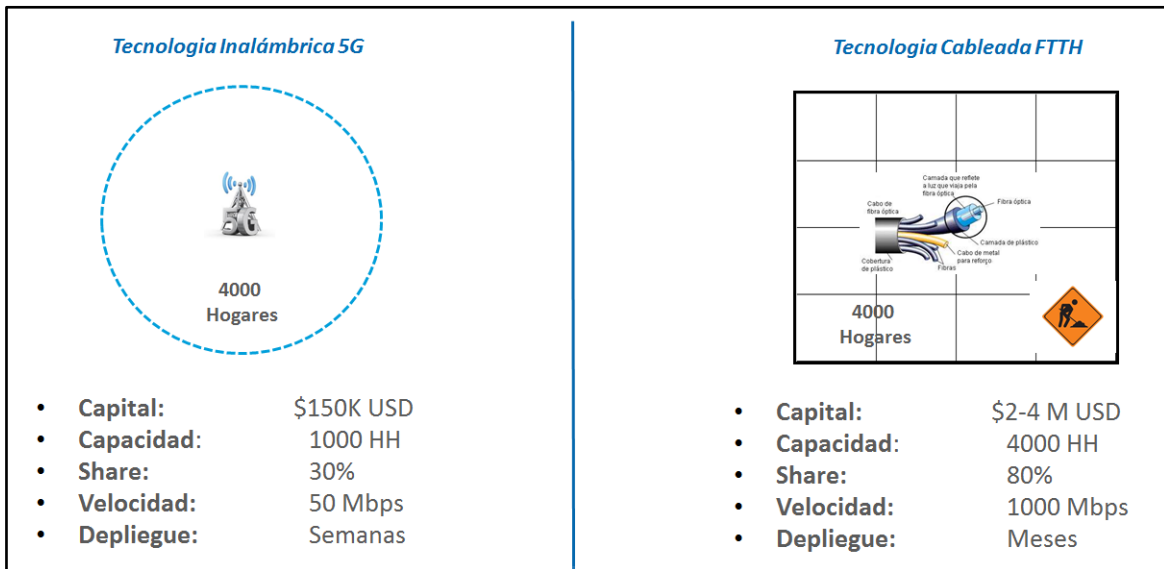 Tecnologia Inalámbrica 5G
5G
4000
Hogares
• Capital: $150K USD
• Capacidad: 1000 HH
• Share: 30%
• Velocidad: 50 Mbps
• Depliegue: Semanas
Tecnologia Cableada FTTH
Camada que reflete
a luz que viaja pela
fibra óptica
Cabo de
fibra óptica
Fibra óptica
Camada de plástico
Cabo de metal
para reforço
Cobertura
de plástico
Fibras
4000
Hogares
• Capital: $2-4 M USD
• Capacidad: 4000 HH
• Share: 80%
• Velocidad: 1000 Mbps
• Depliegue: Meses